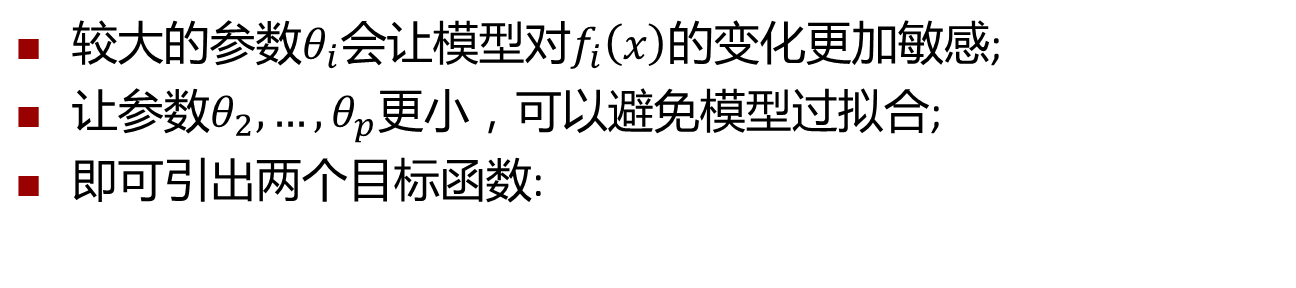 ■ 较大的参数θᵢ会让模型对fᵢ(x)的变化更加敏感;
■ 让参数θ₂,…,θₚ更小，可以避免模型过拟合;
■ 即可引出两个目标函数: